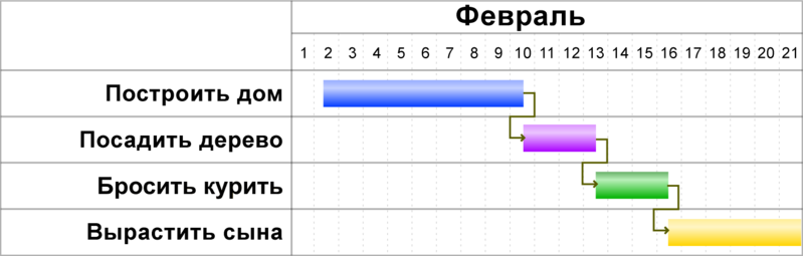 Февраль
1 2 3 4 5 6 7 8 9 10 11 12 13 14 15 16 17 18 19 20 21
Построить дом
Посадить дерево
Бросить курить
Вырастить сына